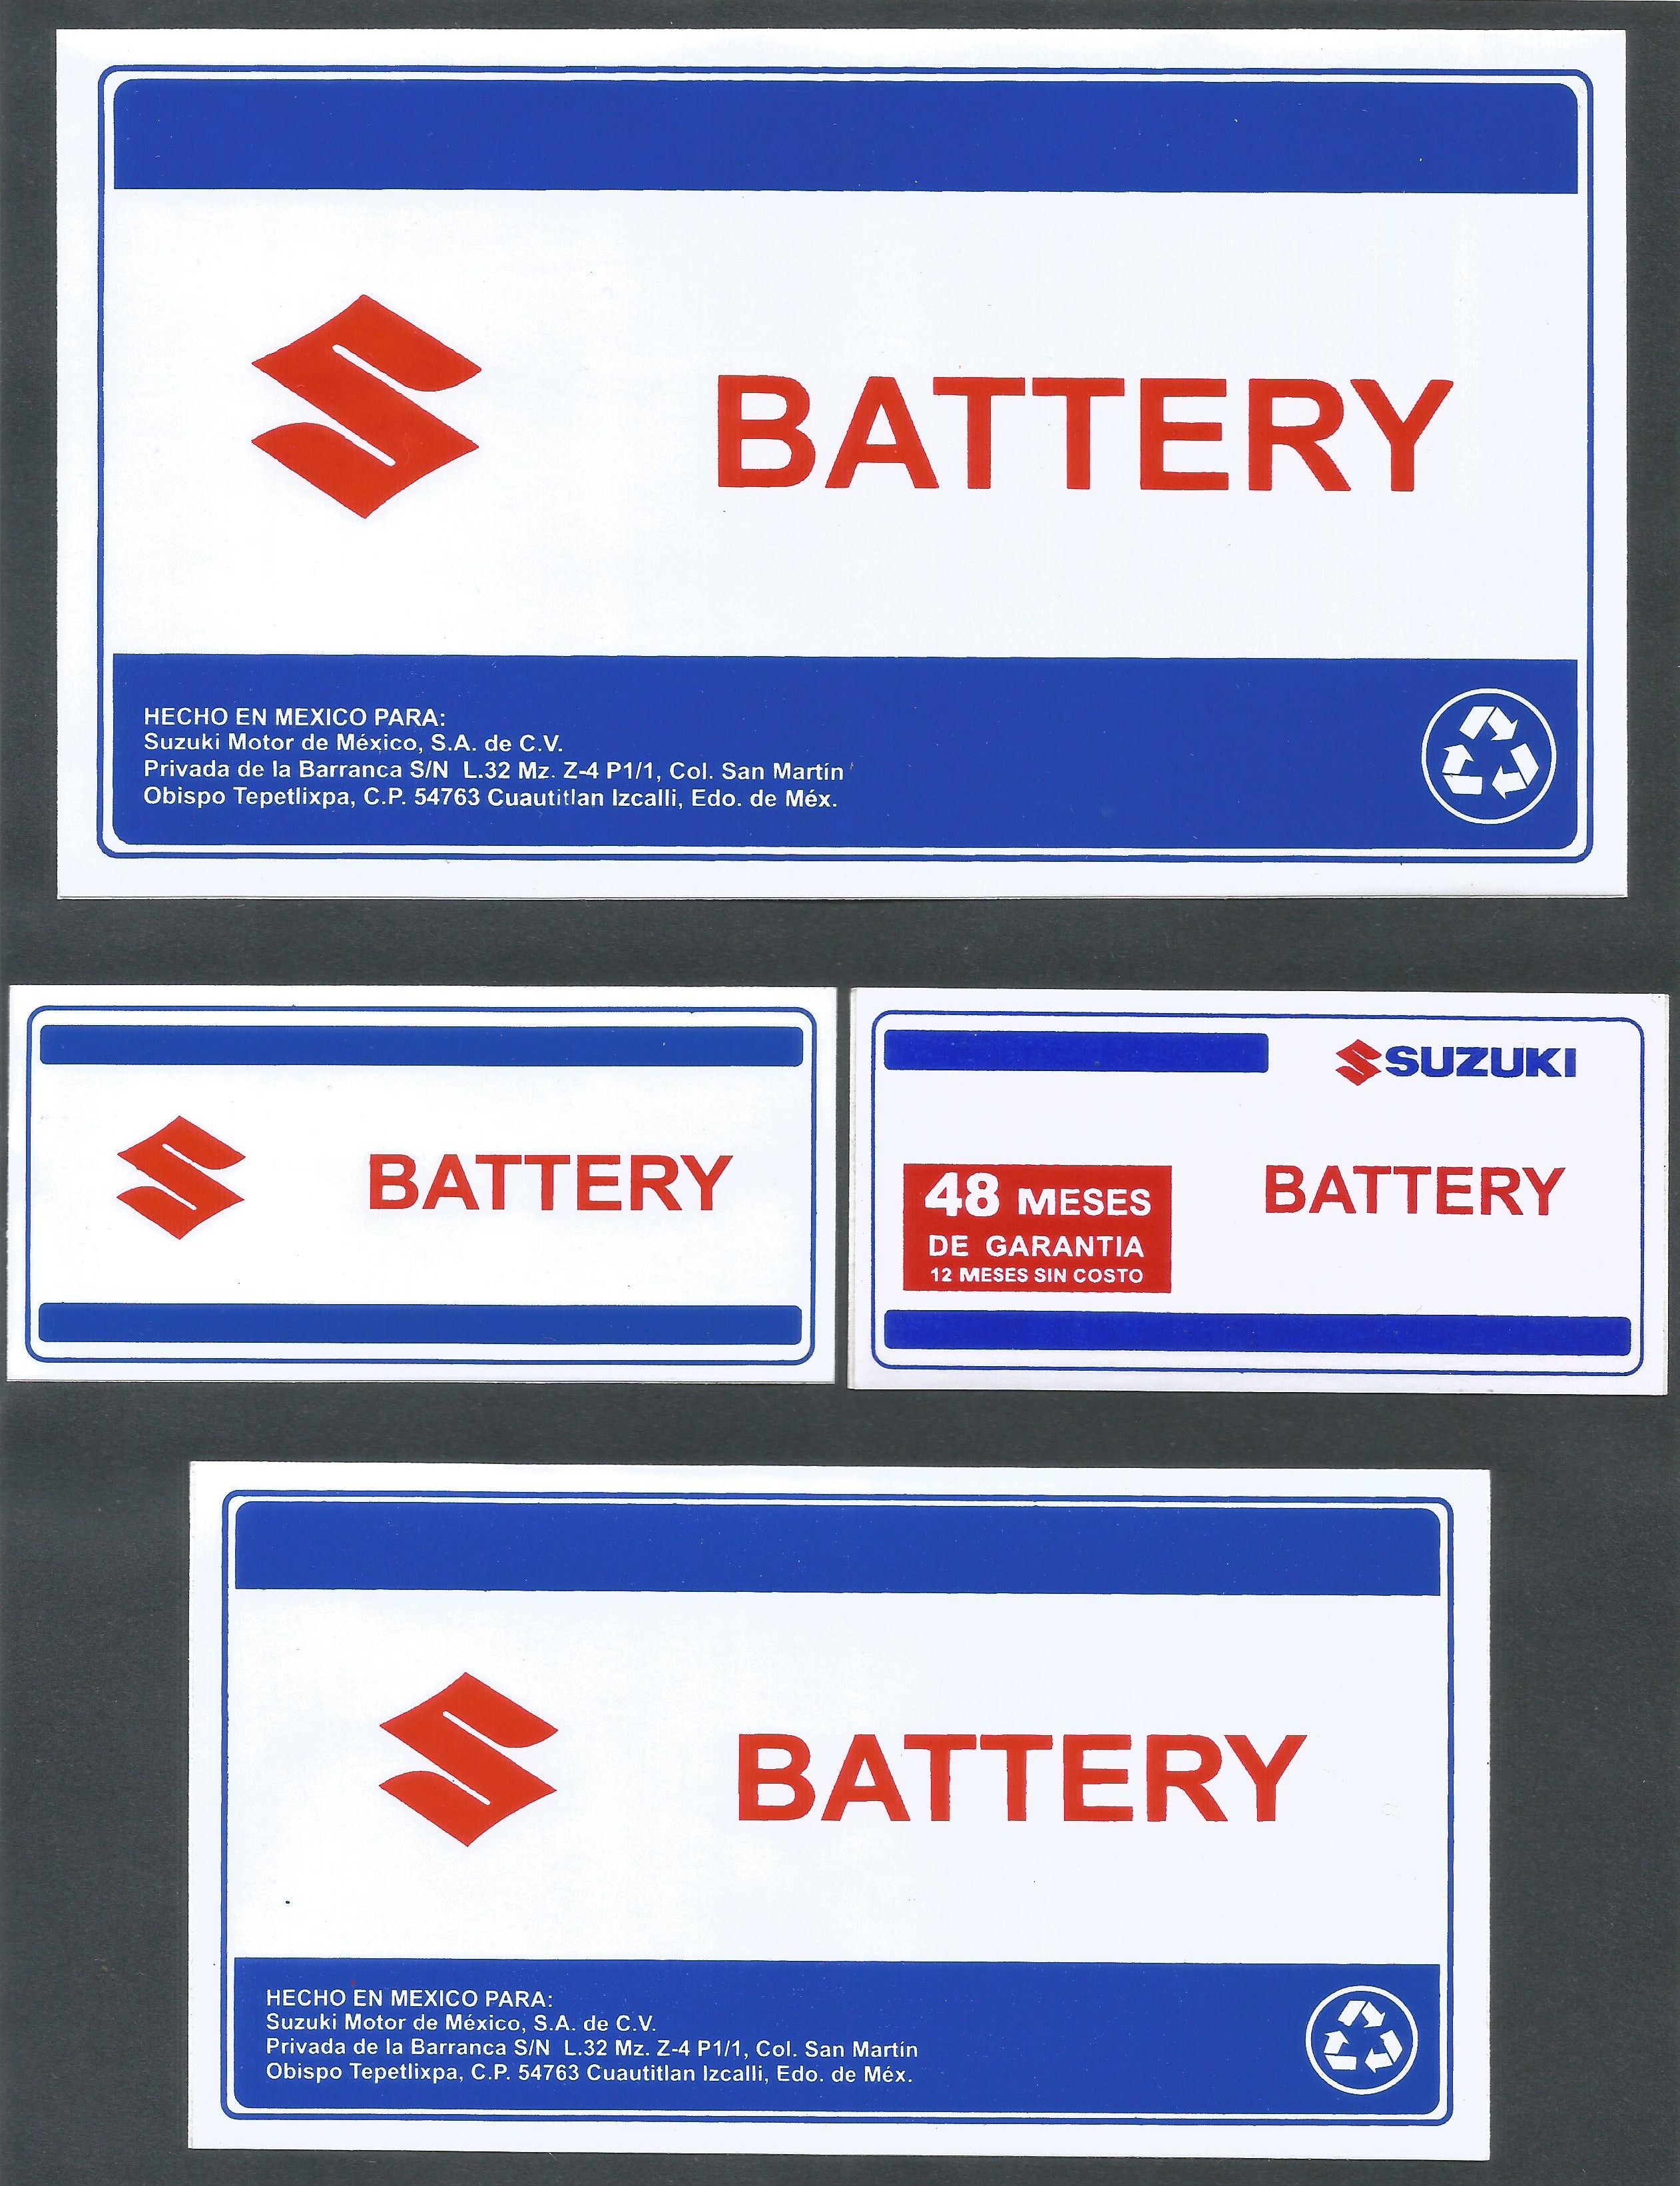 BATTERY
HECHO EN MEXICO PARA:
Suzuki Motor de México, S.A. de C.V.
Privada de la Barranca S/N L.32 Mz. Z-4 P1/1, Col. San Martín
Obispo Tepetlixpa, C.P. 54763 Cuautitlan Izcalli, Edo. de Méx.
BATTERY
SUZUKI
48 MESES
DE GARANTIA
12 MESES SIN COSTO
BATTERY
BATTERY
HECHO EN MEXICO PARA:
Suzuki Motor de México, S.A. de C.V.
Privada de la Barranca S/N L.32 Mz. Z-4 P1/1, Col. San Martín
Obispo Tepetlixpa, C.P. 54763 Cuautitlan Izcalli, Edo. de Méx.